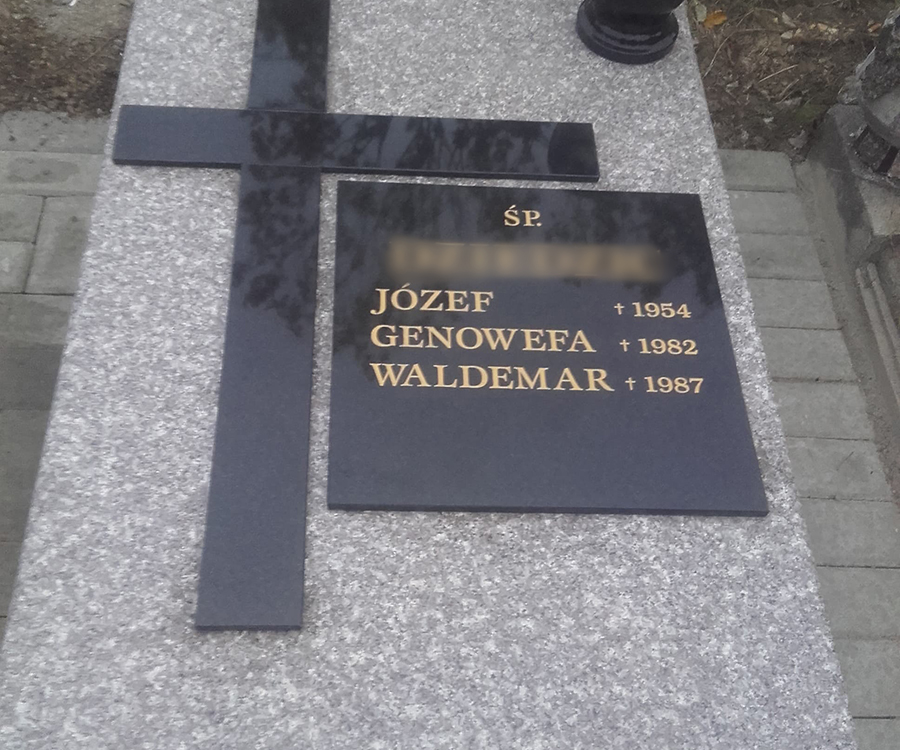 ŚP.
JÓZEF † 1954
GENOWEFA † 1982
WALDEMAR † 1987